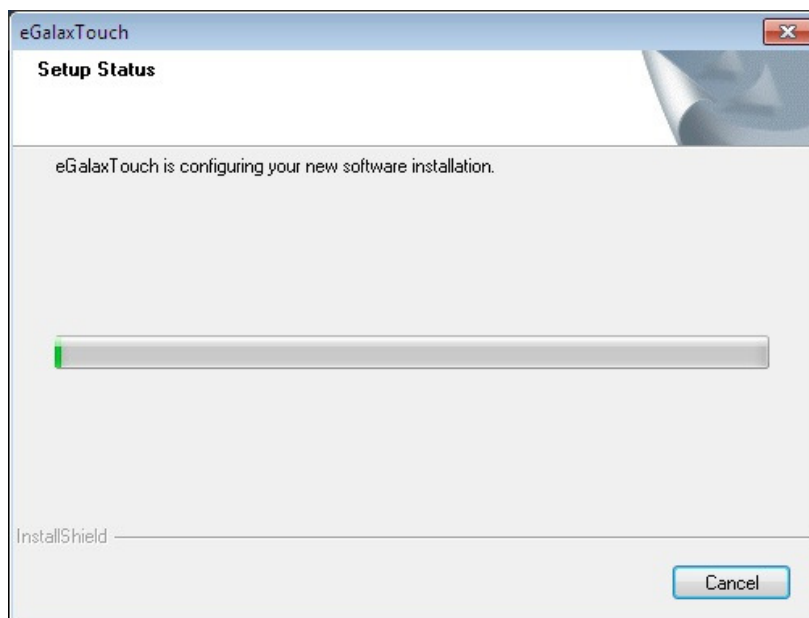 eGalaxTouch
Setup Status
eGalaxTouch is configuring your new software installation.
InstallShield
Cancel